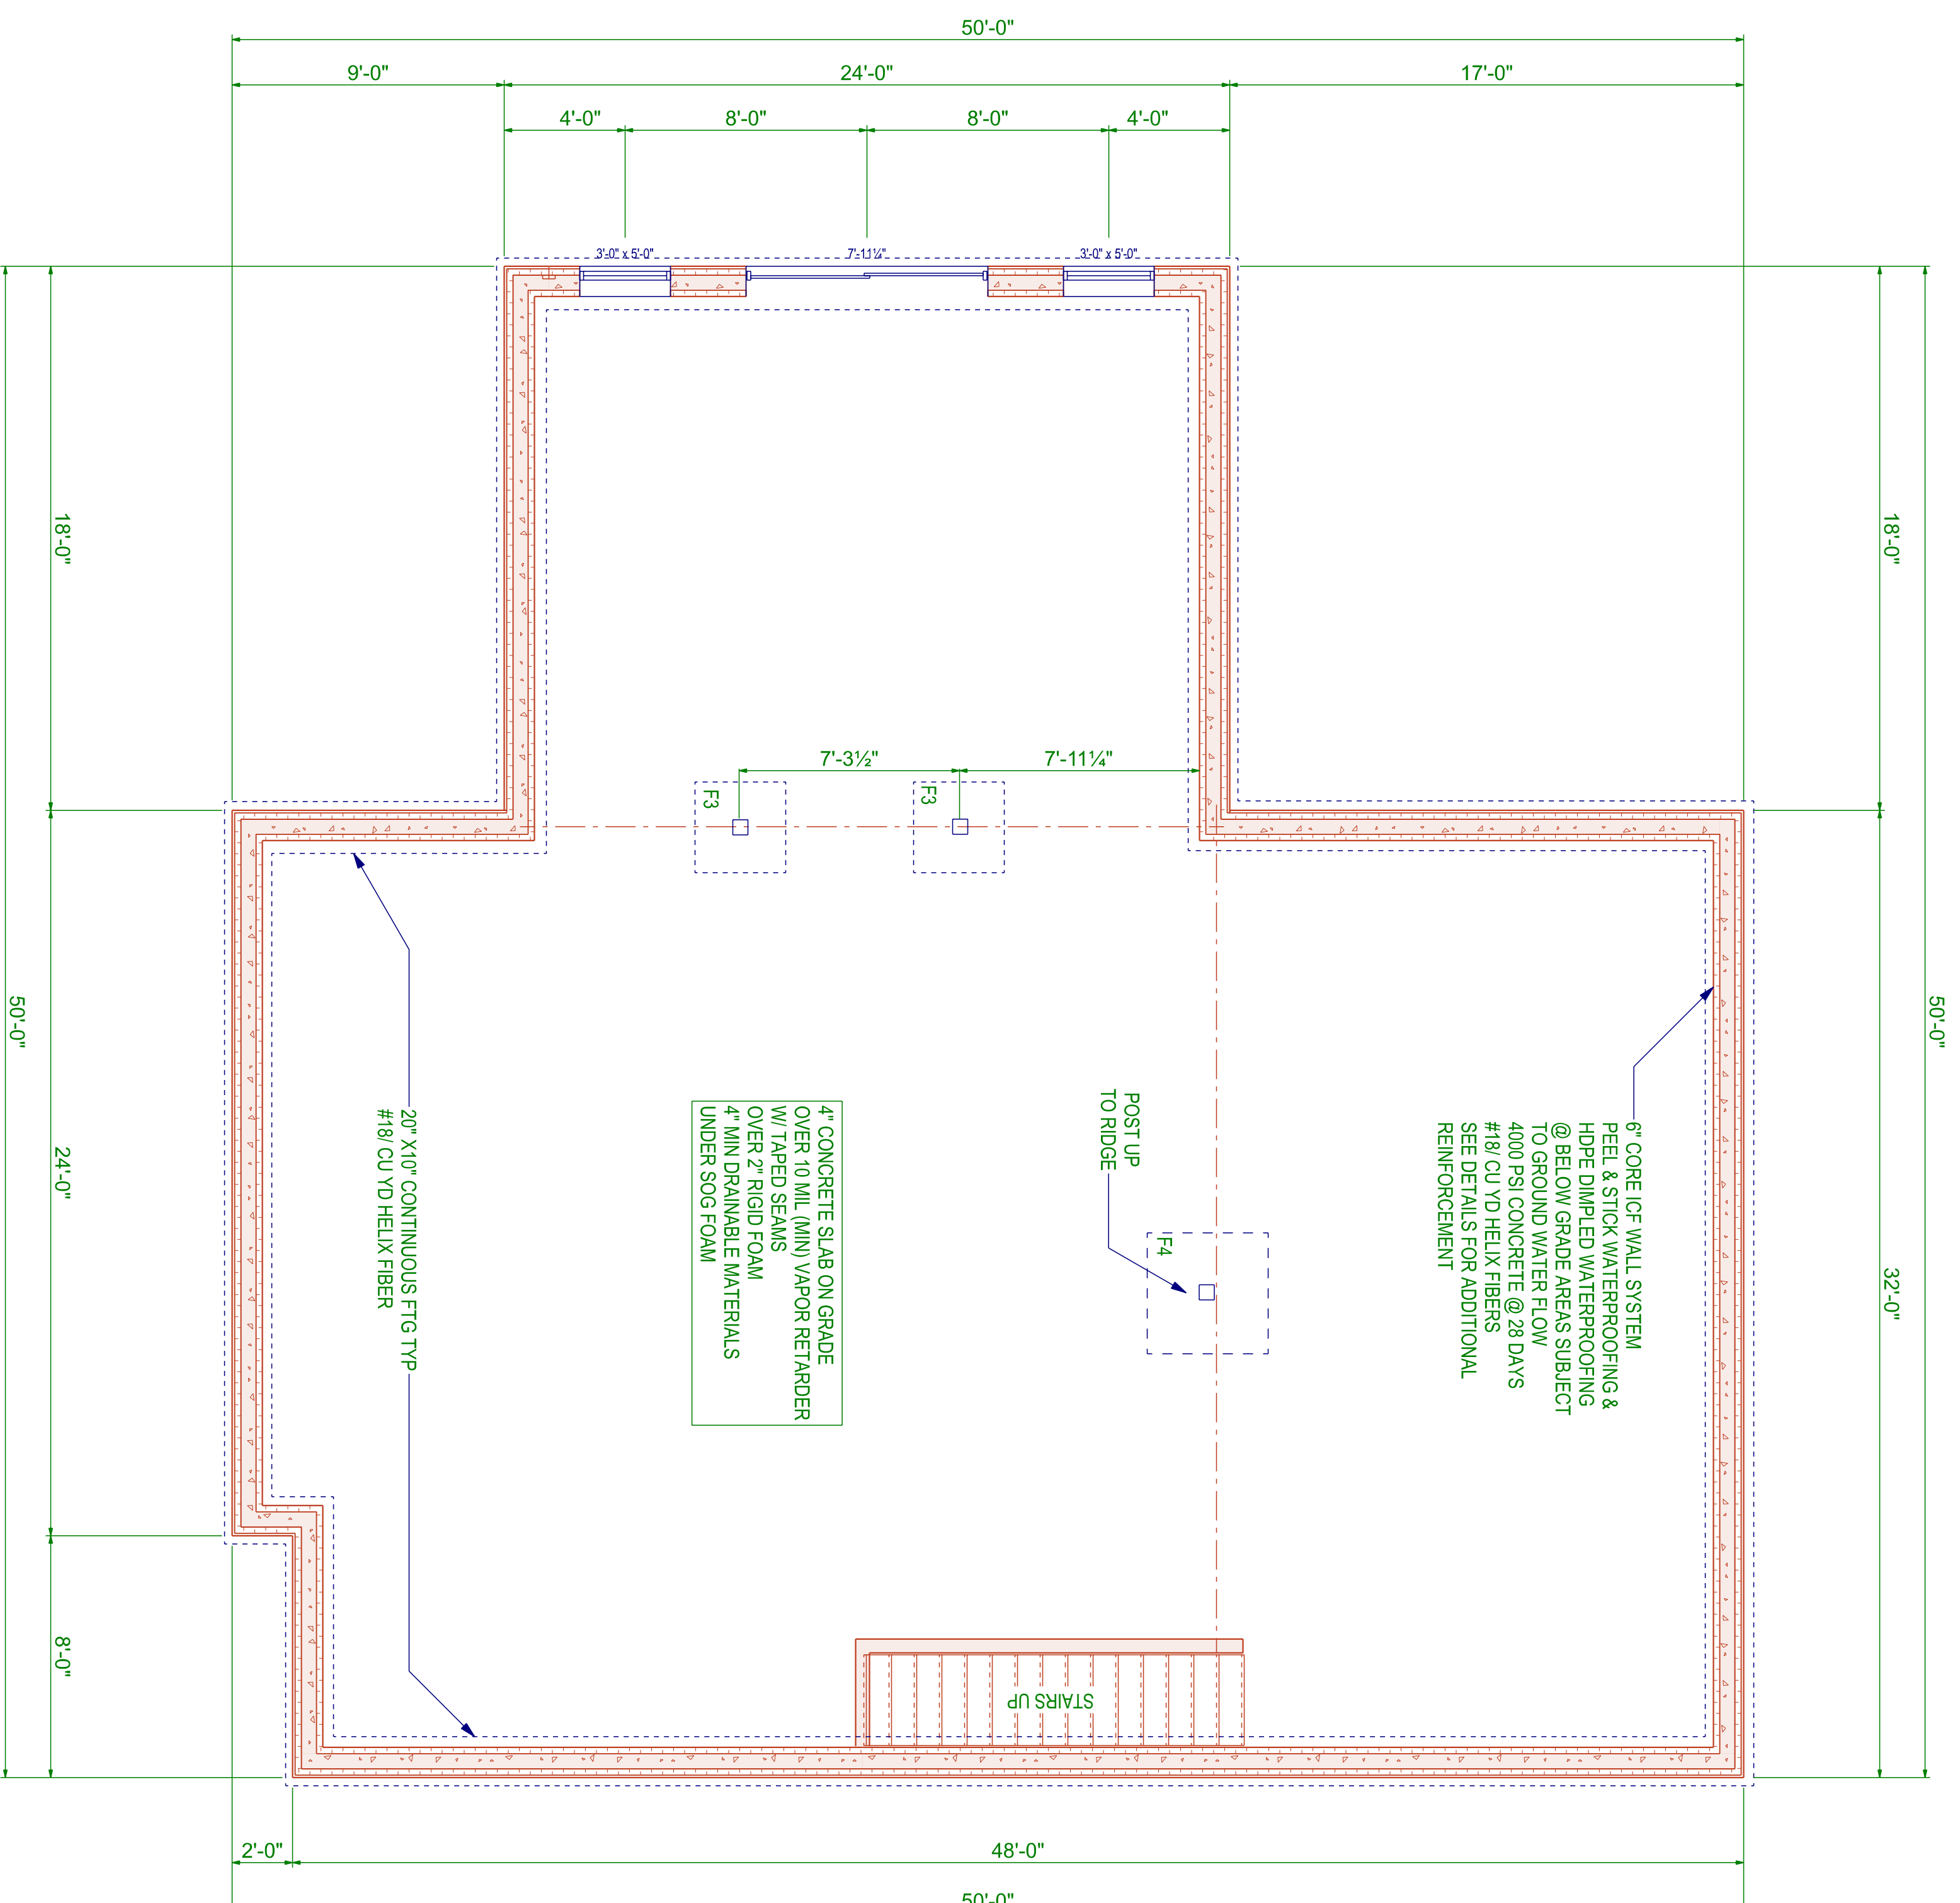 50'-0"
9'-0"
24'-0"
17'-0"
4'-0"
8'-0"
8'-0"
4'-0"
3'-0" x 5'-0"
7'-11¼"
3'-0" x 5'-0"
18'-0"
18'-0"
7'-3½"
7'-11¼"
F3
F3
50'-0"
50'-0"
24'-0"
32'-0"
8'-0"
20" X10" CONTINUOUS FTG TYP
#18/ CU YD HELIX FIBER
4" CONCRETE SLAB ON GRADE
OVER 10 MIL (MIN) VAPOR RETARDER
W/ TAPED SEAMS
OVER 2" RIGID FOAM
4" MIN DRAINABLE MATERIALS
UNDER SOG FOAM
POST UP
TO RIDGE
F4
6" CORE ICF WALL SYSTEM
PEEL & STICK WATERPROOFING &
HDPE DIMPLED WATERPROOFING
@ BELOW GRADE AREAS SUBJECT
TO GROUND WATER FLOW
4000 PSI CONCRETE @ 28 DAYS
#18/ CU YD HELIX FIBERS
SEE DETAILS FOR ADDITIONAL
REINFORCEMENT
STAIRS UP
2'-0"
48'-0"
50'-0"